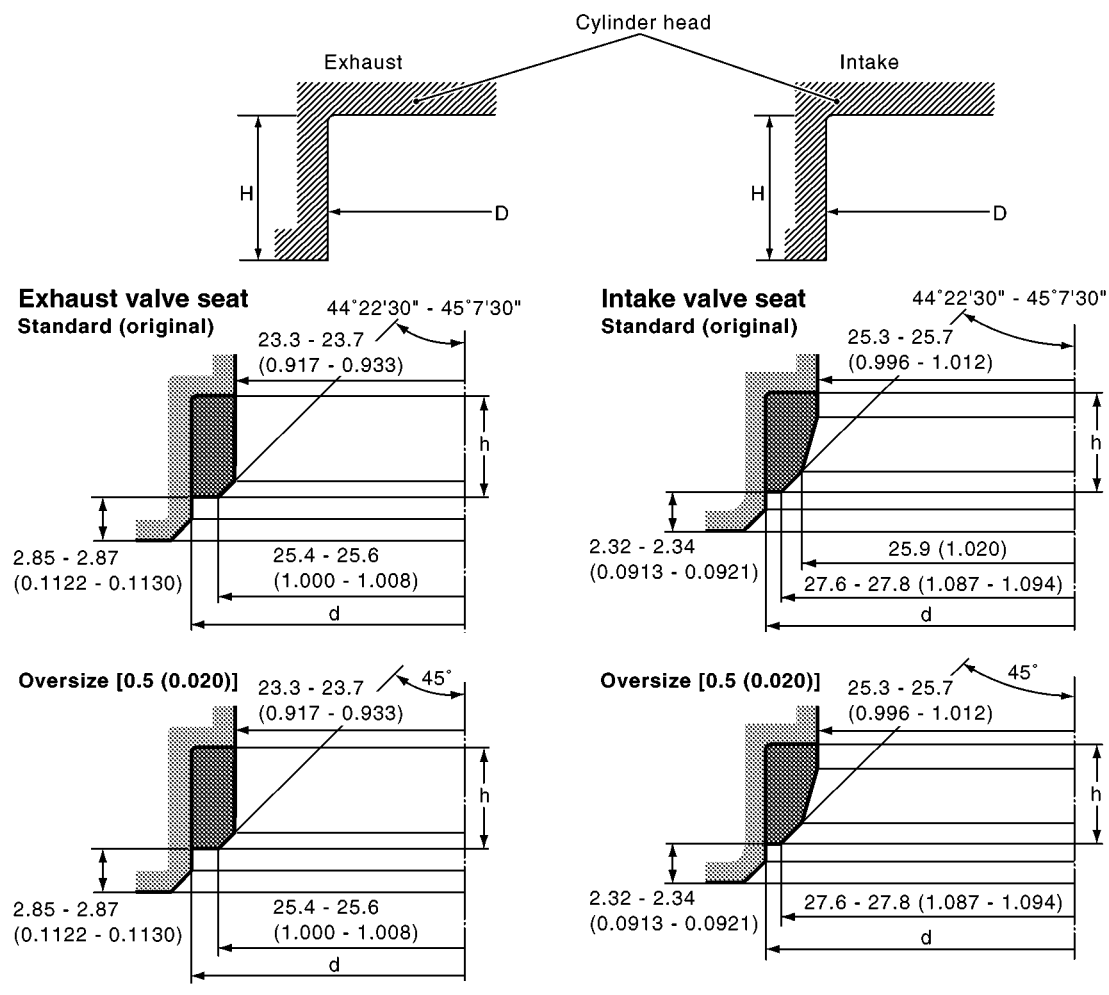 Cylinder head
Exhaust
Intake
H
D
H
D
Exhaust valve seat
Standard (original)
44°22'30" - 45°7'30"
23.3 - 23.7
(0.917 - 0.933)
h
2.85 - 2.87
(0.1122 - 0.1130)
25.4 - 25.6
(1.000 - 1.008)
d
Intake valve seat
Standard (original)
44°22'30" - 45°7'30"
25.3 - 25.7
(0.996 - 1.012)
h
2.32 - 2.34
(0.0913 - 0.0921)
25.9 (1.020)
27.6 - 27.8 (1.087 - 1.094)
d
Oversize [0.5 (0.020)]
45°
23.3 - 23.7
(0.917 - 0.933)
h
2.85 - 2.87
(0.1122 - 0.1130)
25.4 - 25.6
(1.000 - 1.008)
d
Oversize [0.5 (0.020)]
45°
25.3 - 25.7
(0.996 - 1.012)
h
2.32 - 2.34
(0.0913 - 0.0921)
27.6 - 27.8 (1.087 - 1.094)
d